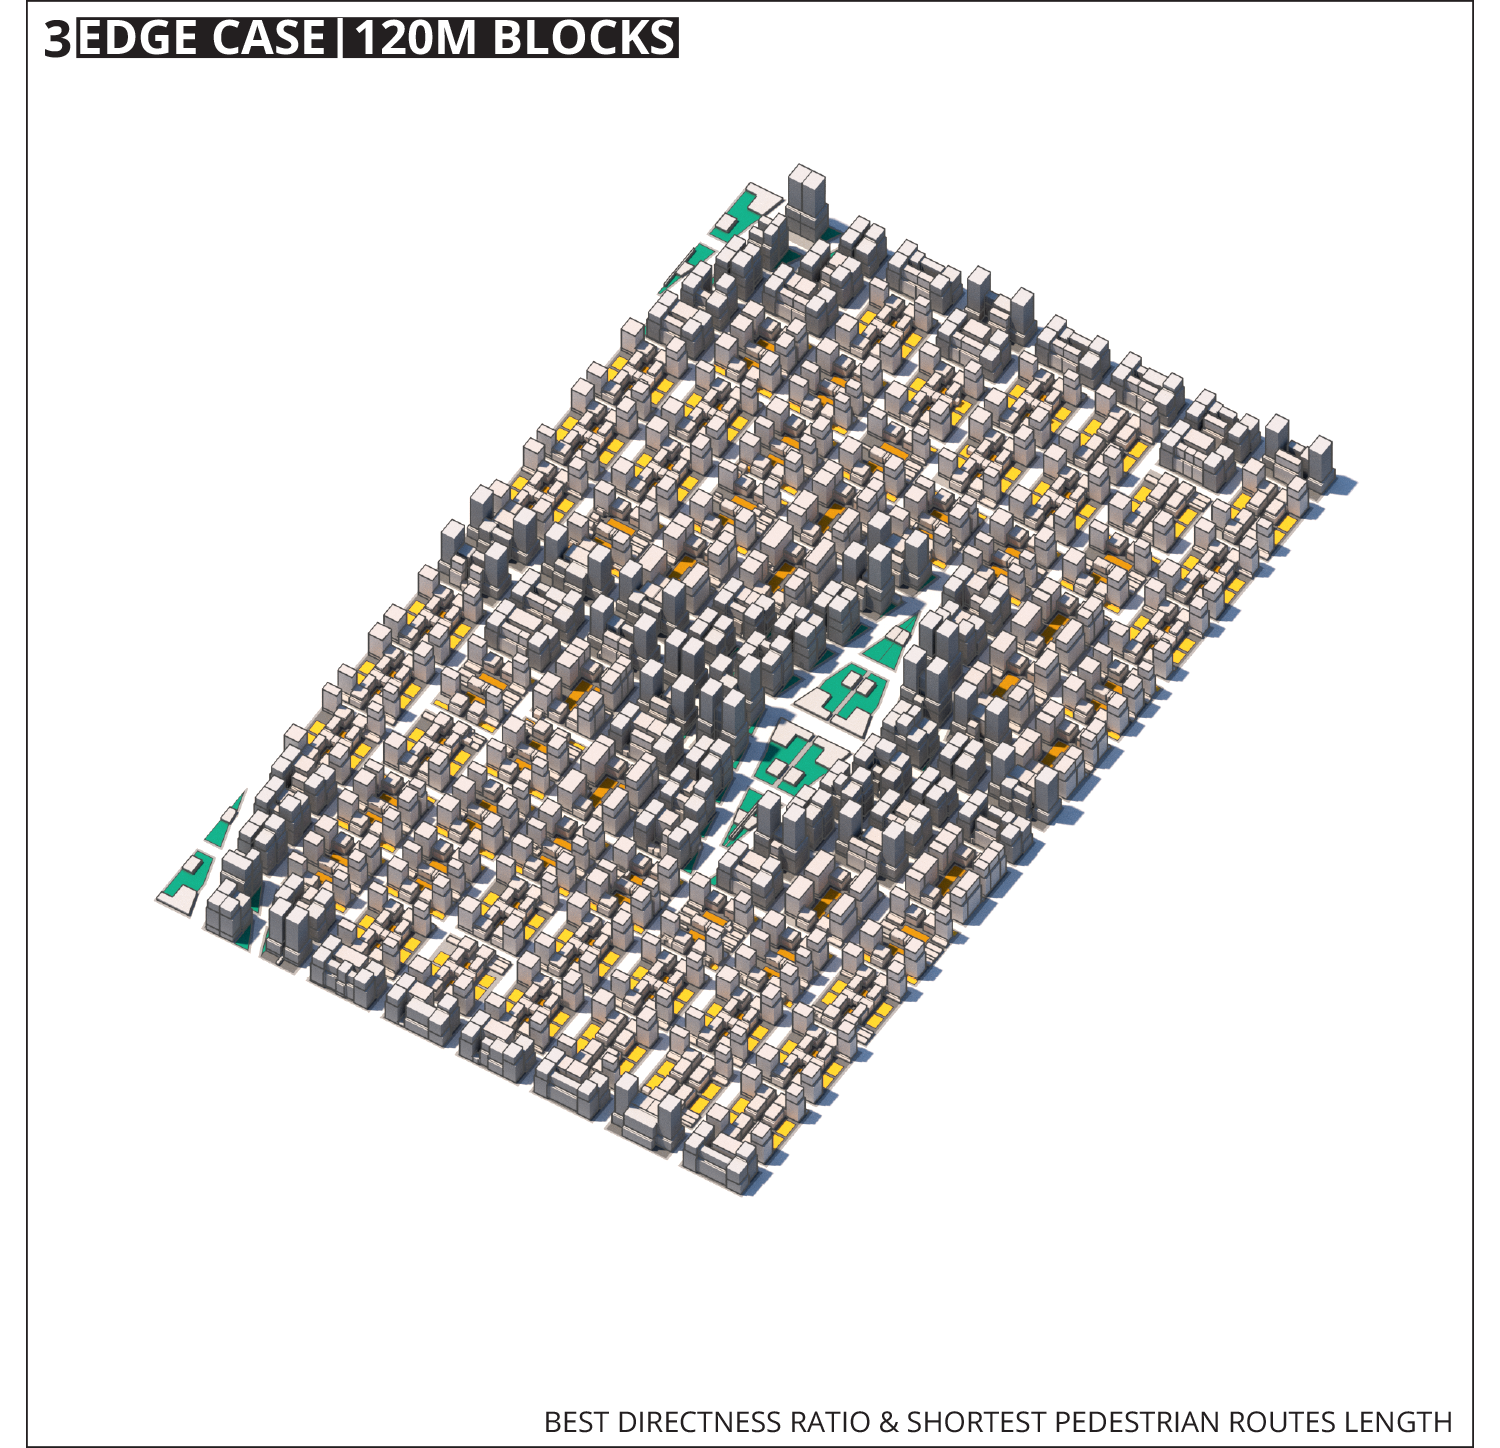 3 EDGE CASE|120M BLOCKS
BEST DIRECTNESS RATIO & SHORTEST PEDESTRIAN ROUTES LENGTH